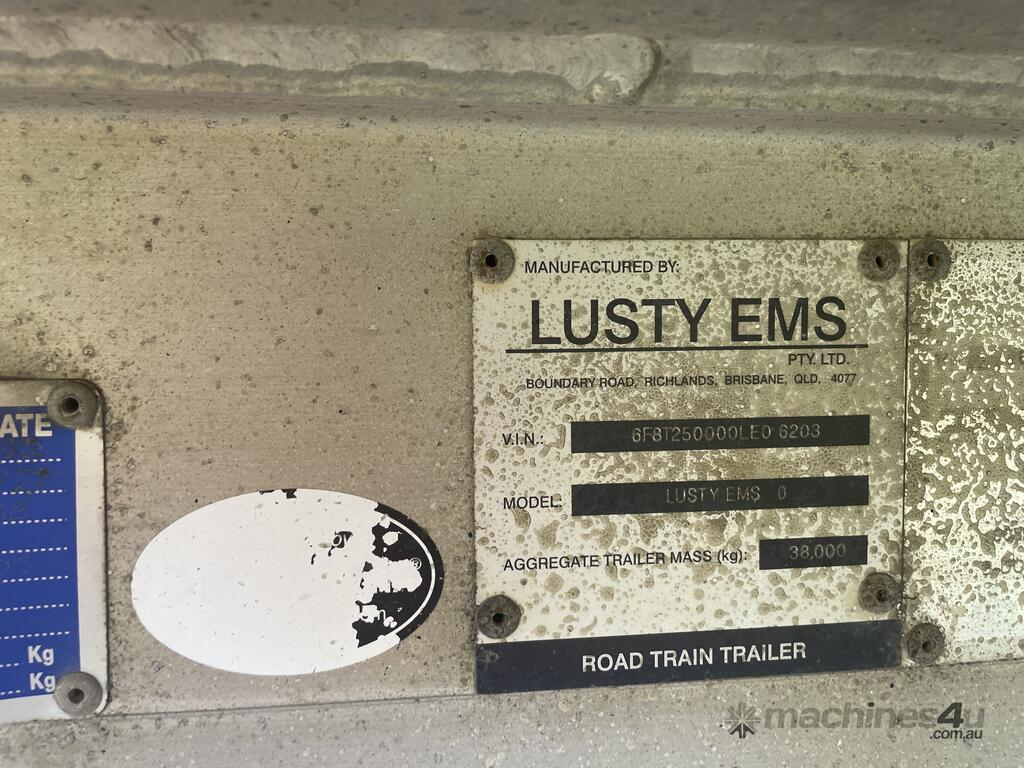 MANUFACTURED BY:
LUSTY EMS
PTY. LTD.
BOUNDARY ROAD, RICHLANDS, BRISBANE, QLD, 4077
V.I.N.: 6F8T250000LE0 6203
MODEL: LUSTY EMS 0
AGGREGATE TRAILER MASS (kg): 38,000
ROAD TRAIN TRAILER
ATE
Kg
Kg
machines4u
.com.au